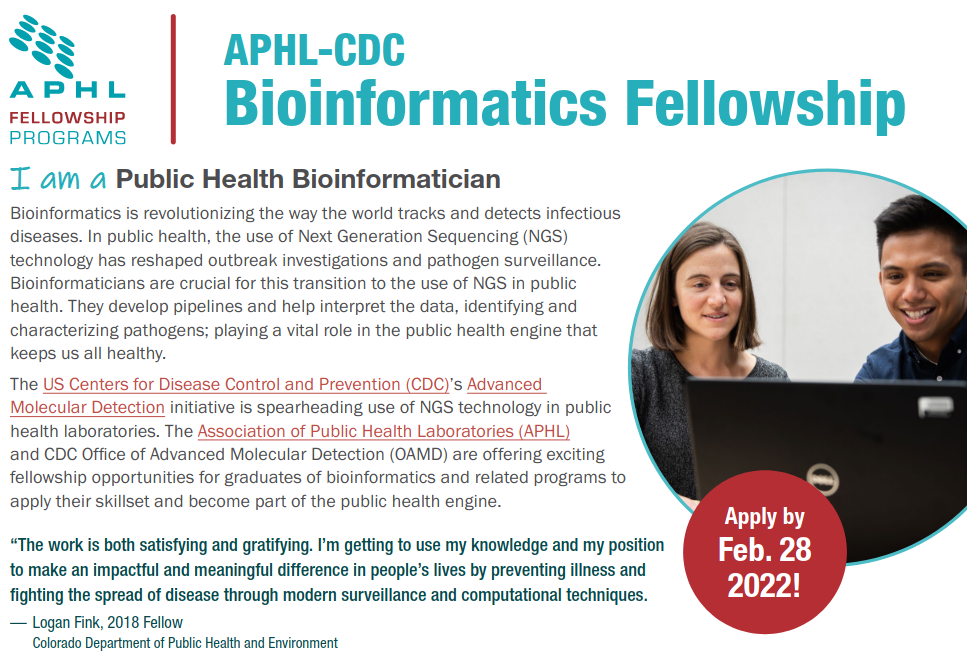 APHL
FELLOWSHIP
PROGRAMS
APHL-CDC
Bioinformatics Fellowship
I am a Public Health Bioinformatician
Bioinformatics is revolutionizing the way the world tracks and detects infectious
diseases. In public health, the use of Next Generation Sequencing (NGS)
technology has reshaped outbreak investigations and pathogen surveillance.
Bioinformaticians are crucial for this transition to the use of NGS in public
health. They develop pipelines and help interpret the data, identifying and
characterizing pathogens; playing a vital role in the public health engine that
keeps us all healthy.
The US Centers for Disease Control and Prevention (CDC)'s Advanced
Molecular Detection initiative is spearheading use of NGS technology in public
health laboratories. The Association of Public Health Laboratories (APHL)
and CDC Office of Advanced Molecular Detection (OAMD) are offering exciting
fellowship opportunities for graduates of bioinformatics and related programs to
apply their skillset and become part of the public health engine.
“The work is both satisfying and gratifying. I’m getting to use my knowledge and my position
to make an impactful and meaningful difference in people’s lives by preventing illness and
fighting the spread of disease through modern surveillance and computational techniques.
— Logan Fink, 2018 Fellow
Colorado Department of Public Health and Environment
DELL
Apply by
Feb. 28
2022!